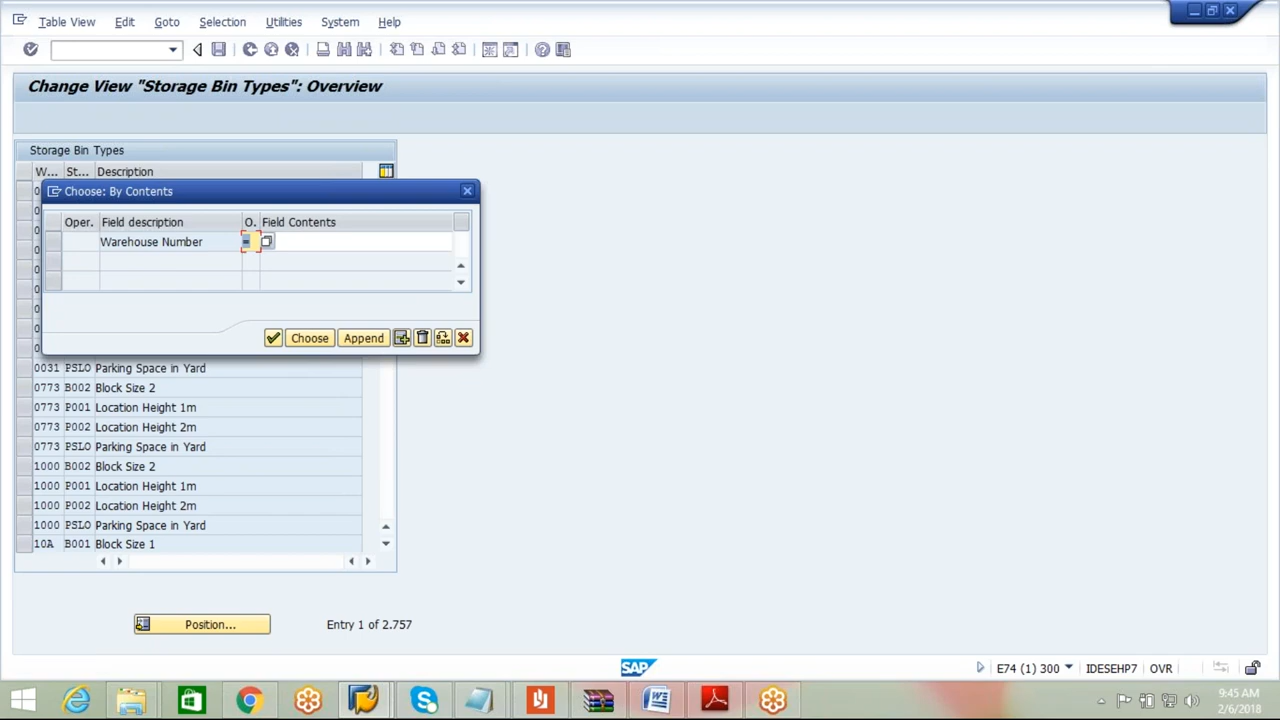 Table View Edit Goto Selection Utilities System Help
Change View "Storage Bin Types": Overview
Storage Bin Types
W... St... Description
Choose: By Contents
Oper. Field description O. Field Contents
Warehouse Number =
Choose Append
0031 PSLO Parking Space in Yard
0773 B002 Block Size 2
0773 P001 Location Height 1m
0773 P002 Location Height 2m
0773 PSLO Parking Space in Yard
1000 B002 Block Size 2
1000 P001 Location Height 1m
1000 P002 Location Height 2m
1000 PSLO Parking Space in Yard
10A B001 Block Size 1
Position... Entry 1 of 2.757
SAP
E74 (1) 300 IDESEHP7 OVR
9:45 AM
2/6/2018